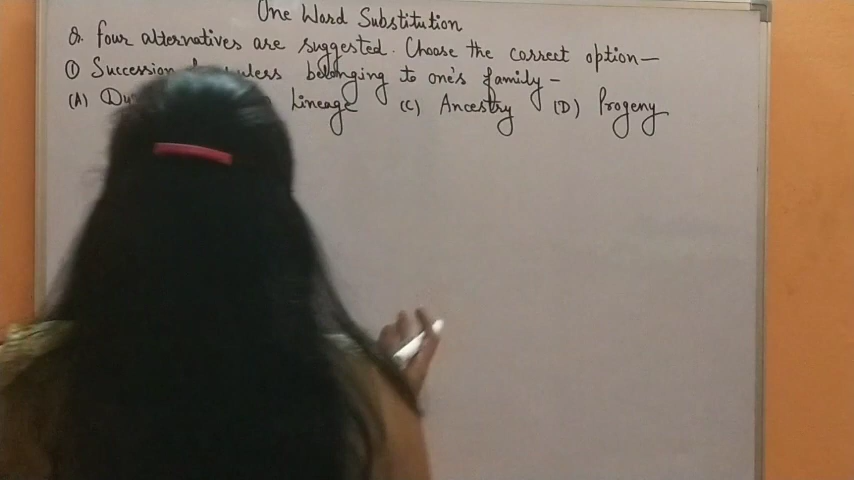 One Word Substitution
Q. Four alternatives are suggested. Choose the correct option—
① Succession belonging to one's family-
(A) Lineage (C) Ancestry (D) Progeny